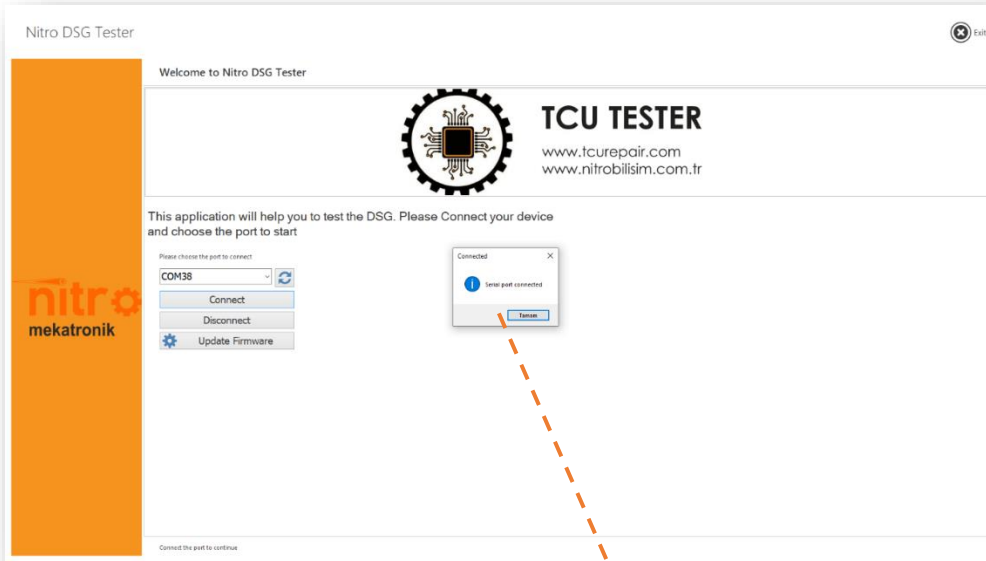 Nitro DSG Tester
Exit
Welcome to Nitro DSG Tester
TCU TESTER
www.tcurepair.com
www.nitrobilisim.com.tr
This application will help you to test the DSG. Please Connect your device
and choose the port to start
Please choose the port to connect
COM38
Connect
Disconnect
Update Firmware
Connected
Serial port connected
Tamam
nitro
mekatronik
Connect the port to continue